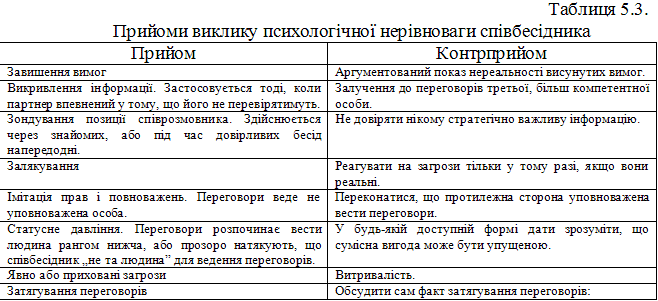 Таблиця 5.3.
Прийоми виклику психологічної нерівноваги співбесідника
Прийом
Контрприйом
Завишення вимог
Аргументований показ нереальності висунутих вимог.
Викривлення інформації. Застосовується тоді, коли
партнер впевнений у тому, що його не перевірятимуть.
Залучення до переговорів третьої, більш компетентної
особи.
Зондування позиції співрозмовника. Здійснюється
через знайомих, або під час довірливих бесід
напередодні.
Не довіряти нікому стратегічно важливу інформацію.
Залякування
Реагувати на загрози тільки у тому разі, якщо вони
реальні.
Імітація прав і повноважень. Переговори веде не
уповноважена особа.
Переконатися, що протилежна сторона уповноважена
вести переговори.
Статусне давління. Переговори розпочинає вести
людина рангом нижча, або прозоро натякують, що
співбесідник „не та людина” для ведення переговорів.
У будь-якій доступній формі дати зрозуміти, що
сумісна вигода може бути упущеною.
Явно або приховані загрози
Витривалість.
Затягування переговорів
Обсудити сам факт затягування переговорів: